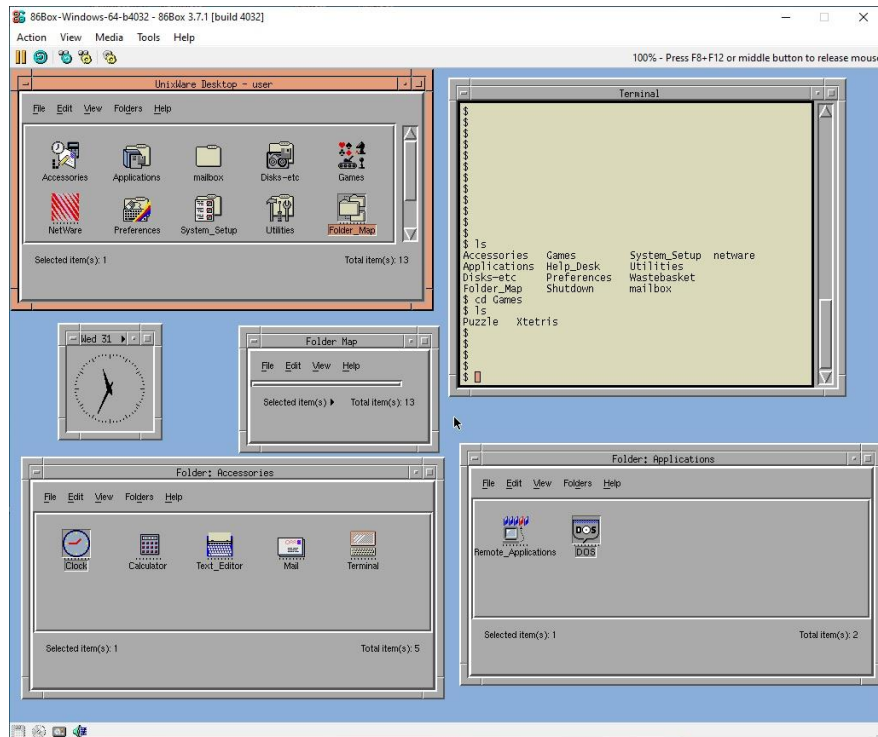 86Box-Windows-64-b4032 - 86Box 3.7.1 [build 4032]
Action View Media Tools Help
100% - Press F8+F12 or middle button to release mouse
UnixWare Desktop - user
File Edit View Folders Help
Accessories Applications mailbox Disks-etc Games
NetWare Preferences System_Setup Utilities Folder_Map
Selected item(s): 1 Total item(s): 13
Terminal
$
$
$
$
$
$
$
$
$
$
$
$ ls
Accessories Games System_Setup netware
Applications Help_Desk Utilities
Disks-etc Preferences Wastebasket
Folder_Map Shutdown mailbox
$ cd Games
$ ls
Puzzle Xtetris
$
$
$
$
$
Wed 31
Folder Map
File Edit View Help
Selected item(s) Total item(s): 13
Folder: Accessories
File Edit View Folders Help
Clock Calculator Text_Editor Mail Terminal
Selected item(s): 1 Total item(s): 5
Folder: Applications
File Edit View Folders Help
DOS
Remote_Applications DOS
Selected item(s): 1 Total item(s): 2